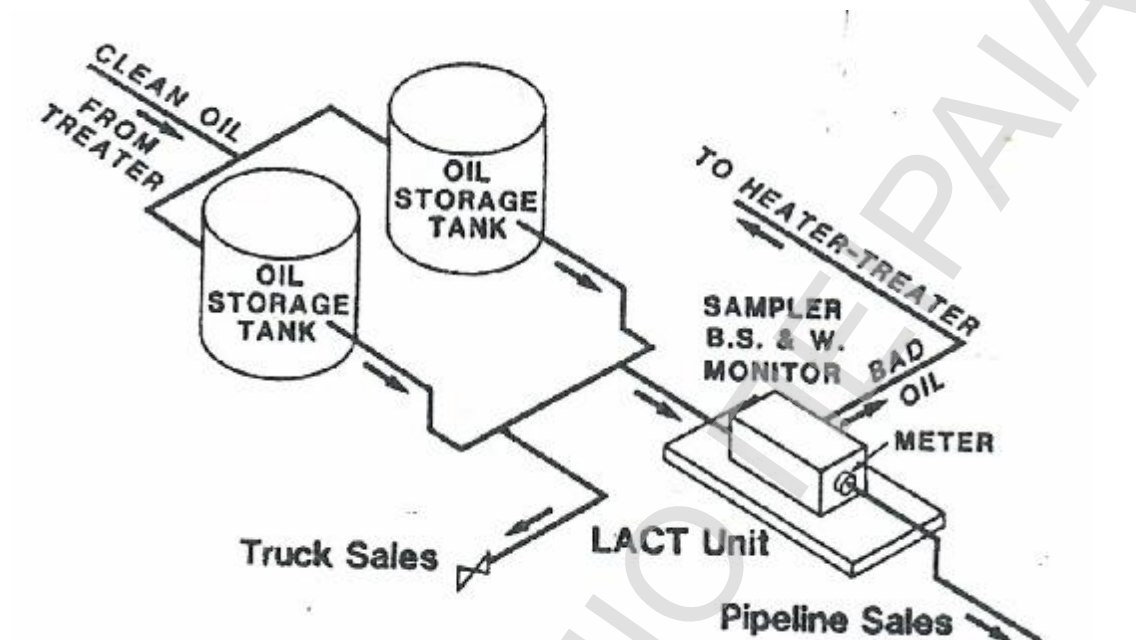 CLEAN OIL
FROM
TREATER
OIL
STORAGE
TANK
OIL
STORAGE
TANK
TO HEATER-TREATER
SAMPLER
B.S. & W.
MONITOR
BAD
OIL
METER
LACT Unit
Truck Sales
Pipeline Sales